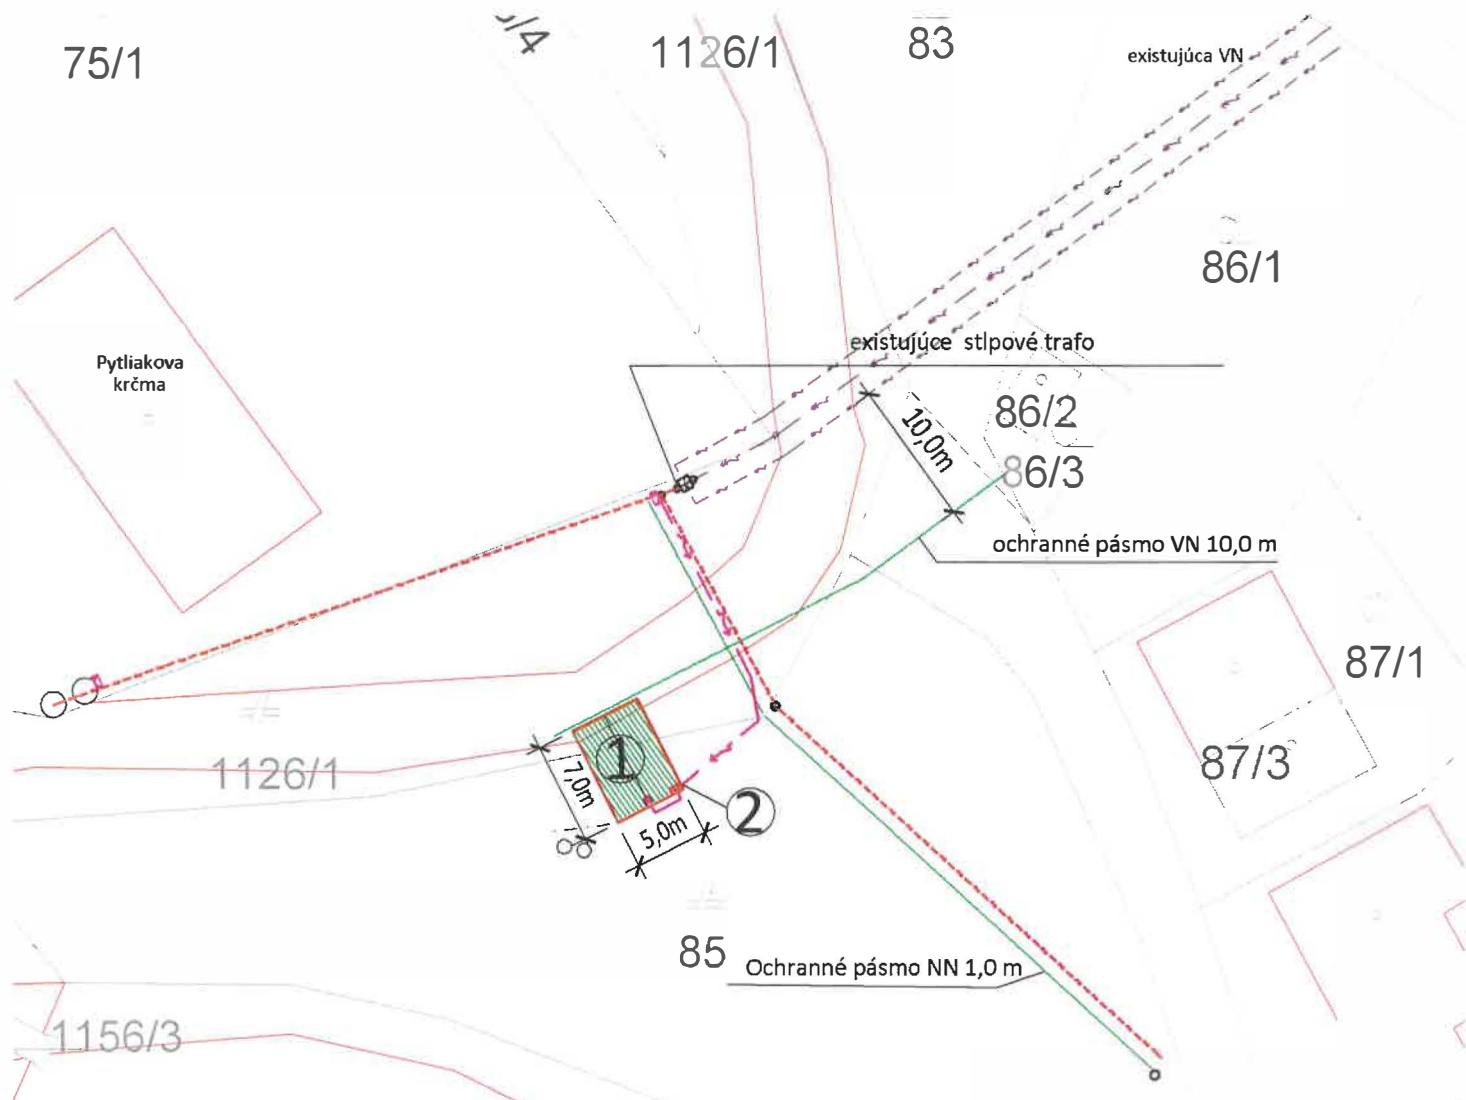 75/1
/4
1126/1
83
existujúca VN
86/1
Pytliakova
krčma
existujúce stlpové trafo
86/2
10,0m
86/3
ochranné pásmo VN 10,0 m
87/1
87/3
1126/1
1
7,0m
2
5,0m
85
Ochranné pásmo NN 1,0 m
1156/3